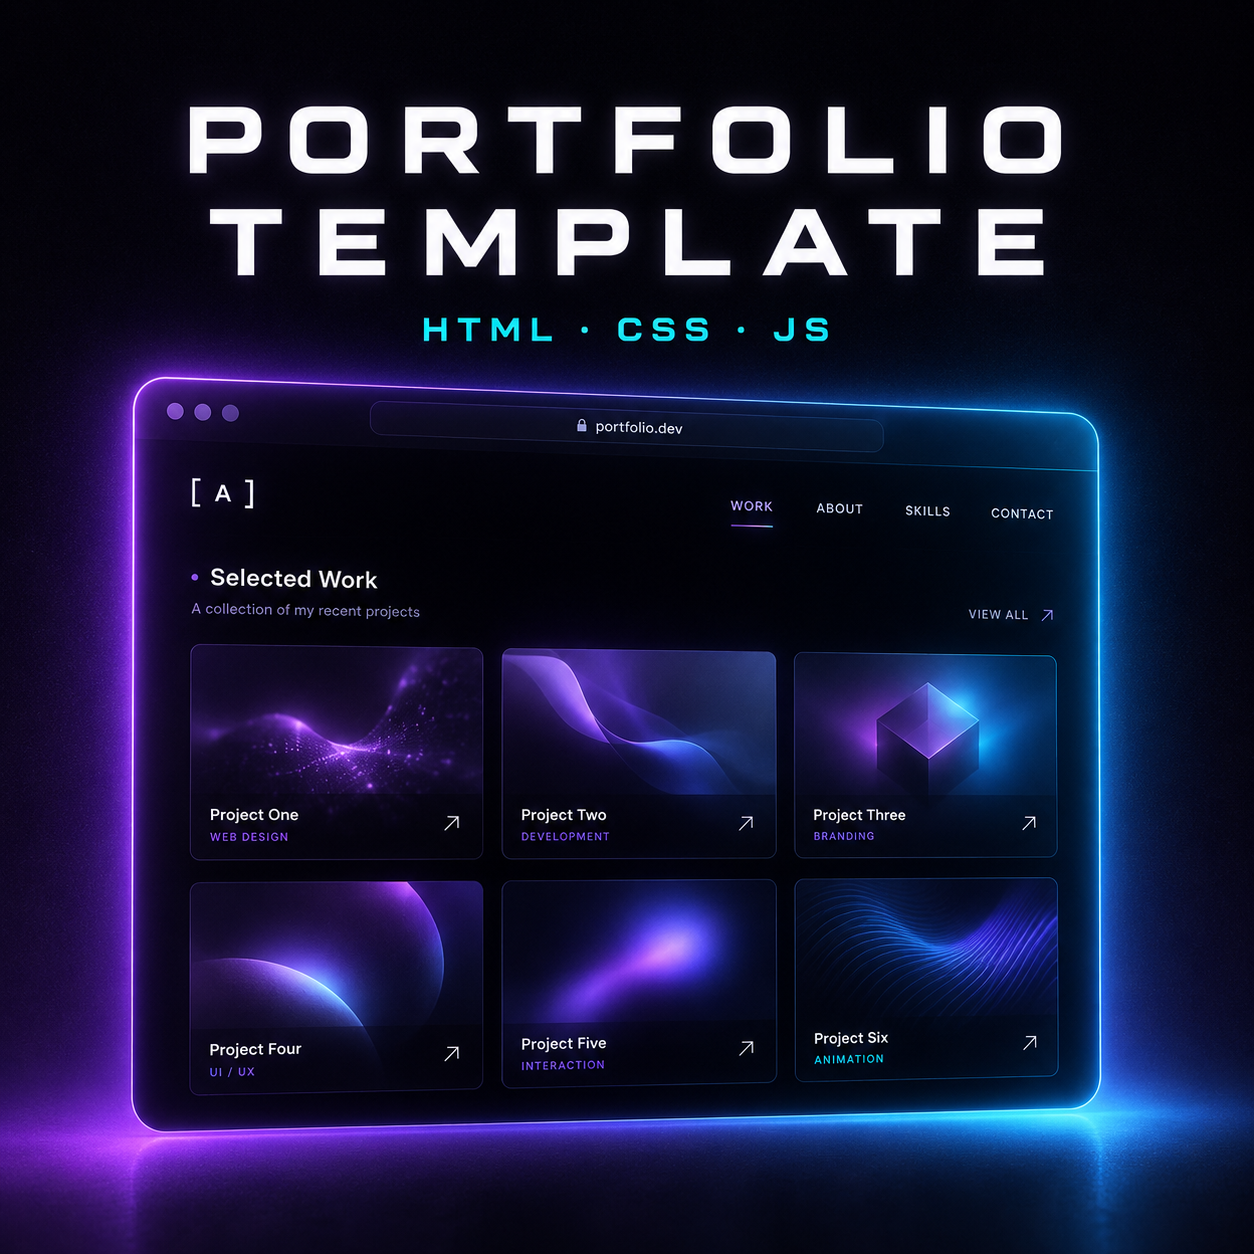 PORTFOLIO
TEMPLATE
HTML · CSS · JS
portfolio.dev
[ A ]
WORK ABOUT SKILLS CONTACT
• Selected Work
A collection of my recent projects
VIEW ALL
Project One
WEB DESIGN
Project Two
DEVELOPMENT
Project Three
BRANDING
Project Four
UI / UX
Project Five
INTERACTION
Project Six
ANIMATION